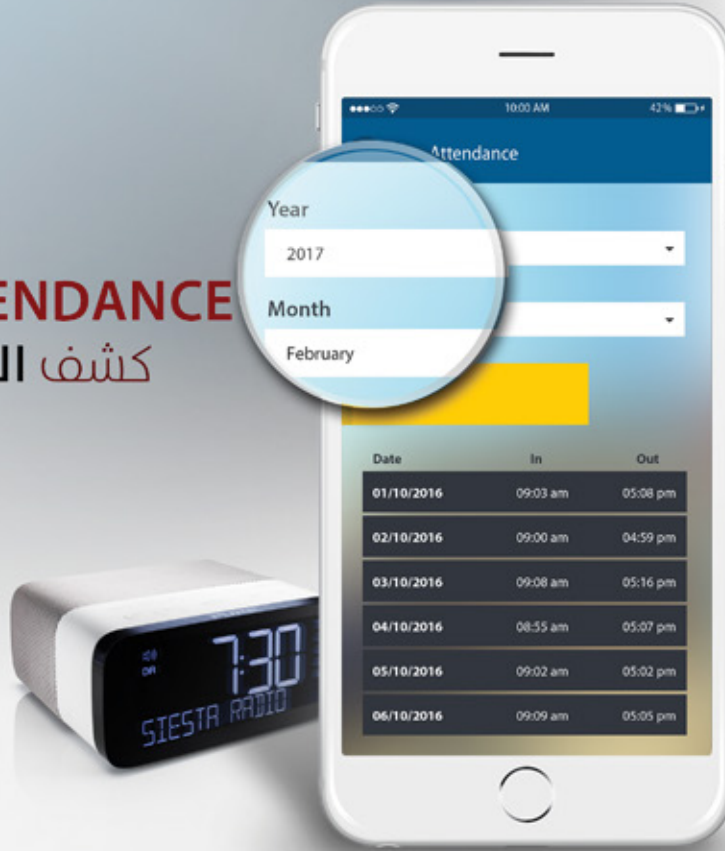 10:00 AM 42%
Attendance
Year
2017
Month
February
ENDANCE
كشف ال
Date In Out
01/10/2016 09:03 am 05:08 pm
02/10/2016 09:00 am 04:59 pm
03/10/2016 09:08 am 05:16 pm
04/10/2016 08:55 am 05:07 pm
05/10/2016 09:02 am 05:02 pm
06/10/2016 09:09 am 05:05 pm
7:30
SIESTA RADIO